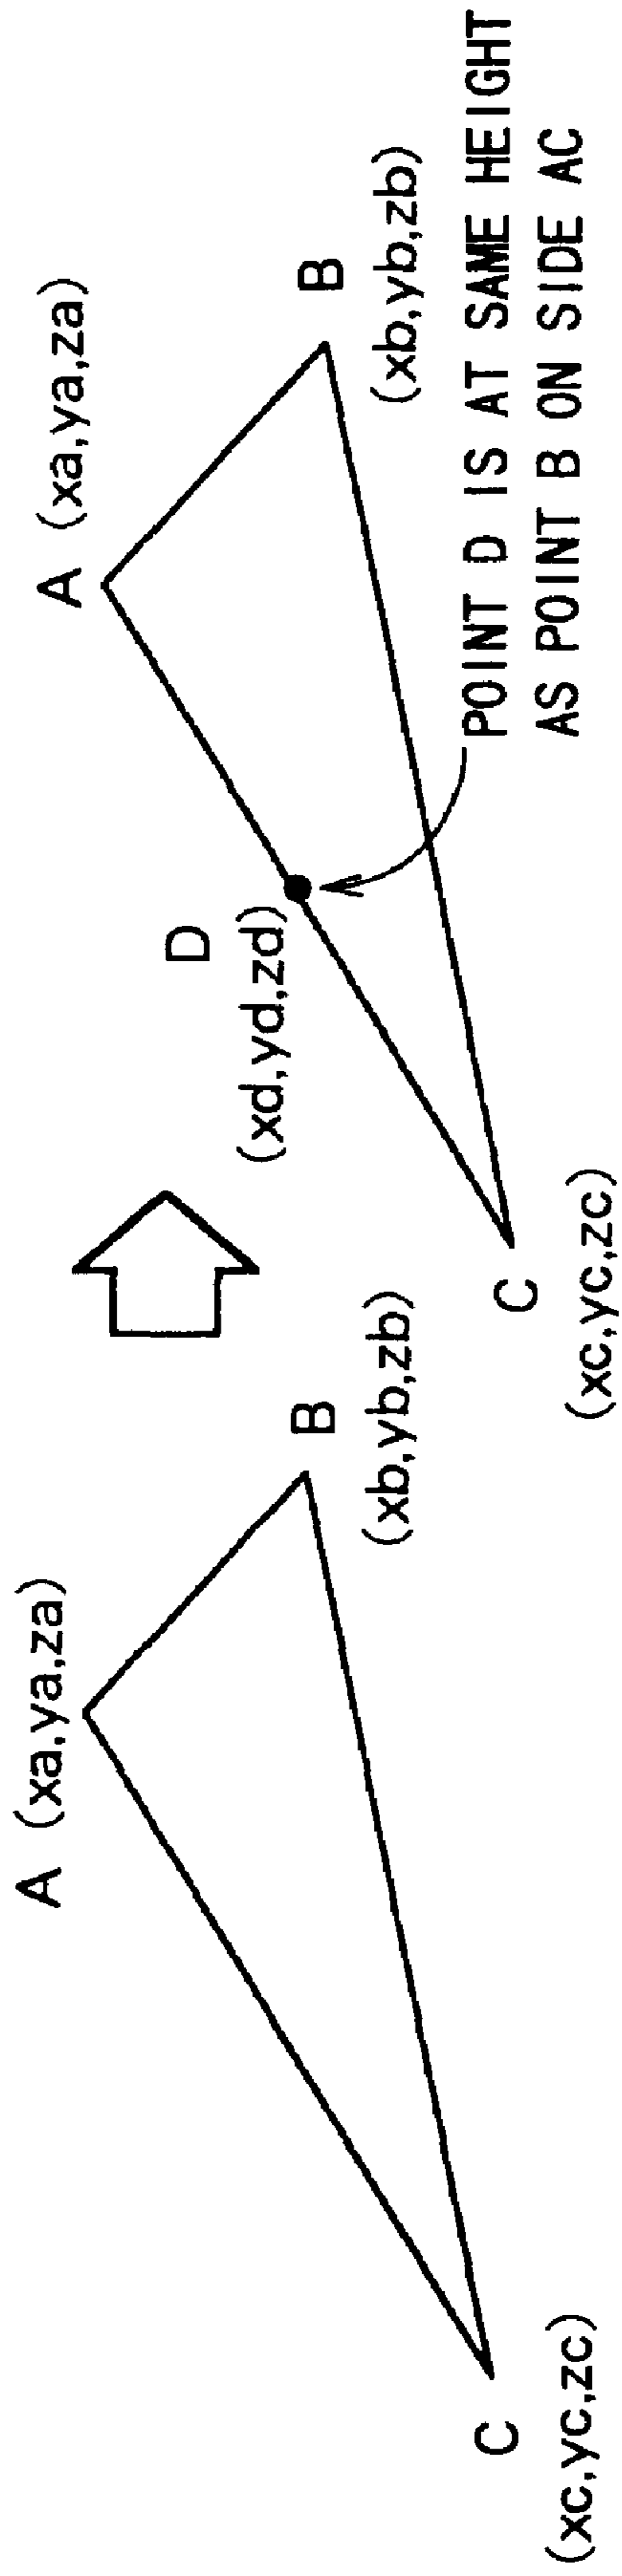 A (xa,ya,za)
B
(xb,yb,zb)
C
(xc,yc,zc)
A (xa,ya,za)
D
(xd,yd,zd)
B
(xb,yb,zb)
C
(xc,yc,zc)
POINT D IS AT SAME HEIGHT
AS POINT B ON SIDE AC